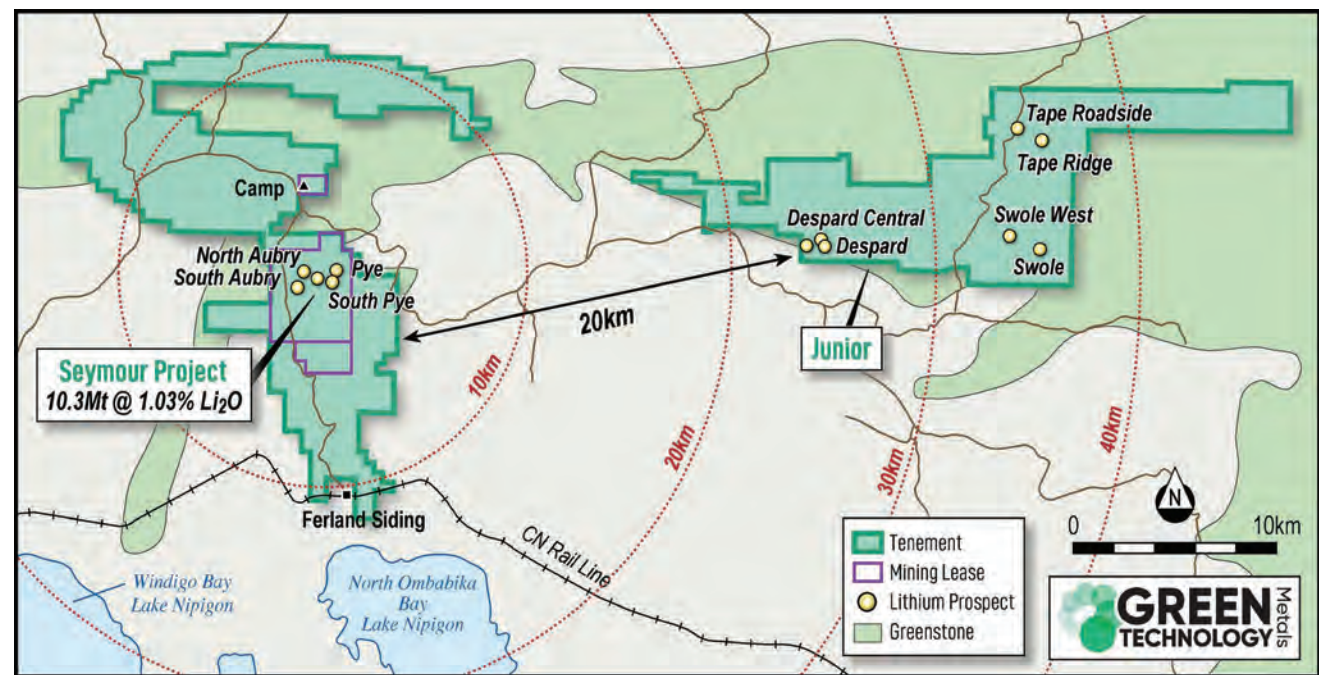 Camp
North Aubry
South Aubry
Pye
South Pye
Seymour Project
10.3Mt @ 1.03% Li₂O
Ferland Siding
Windigo Bay
Lake Nipigon
North Ombabika
Bay
Lake Nipigon
CN Rail Line
20km
10km
20km
30km
40km
Despard Central
Despard
Junior
Tape Roadside
Tape Ridge
Swole West
Swole
N
0
10km
Tenement
Mining Lease
Lithium Prospect
Greenstone
GREEN
TECHNOLOGY
Metals